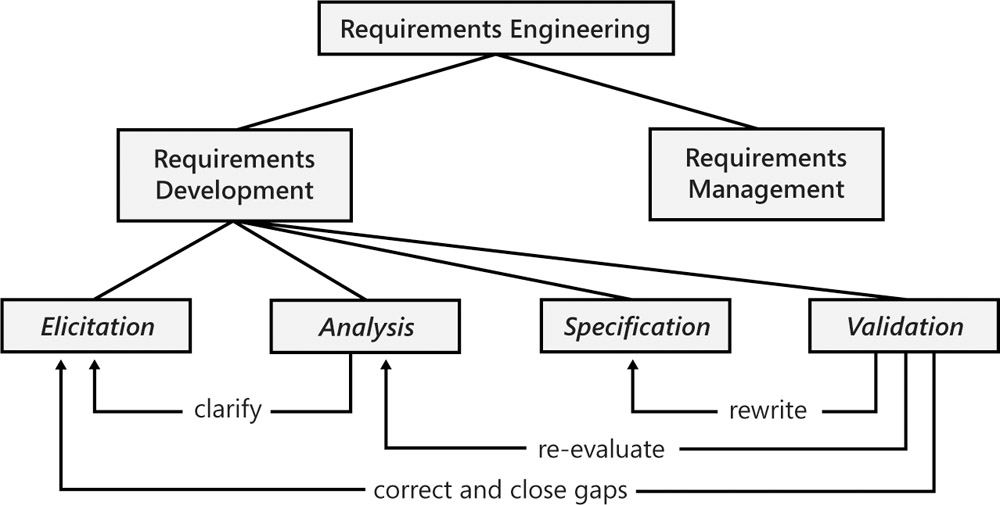 Requirements Engineering
Requirements
Development
Requirements
Management
Elicitation
Analysis
Specification
Validation
clarify
rewrite
re-evaluate
correct and close gaps